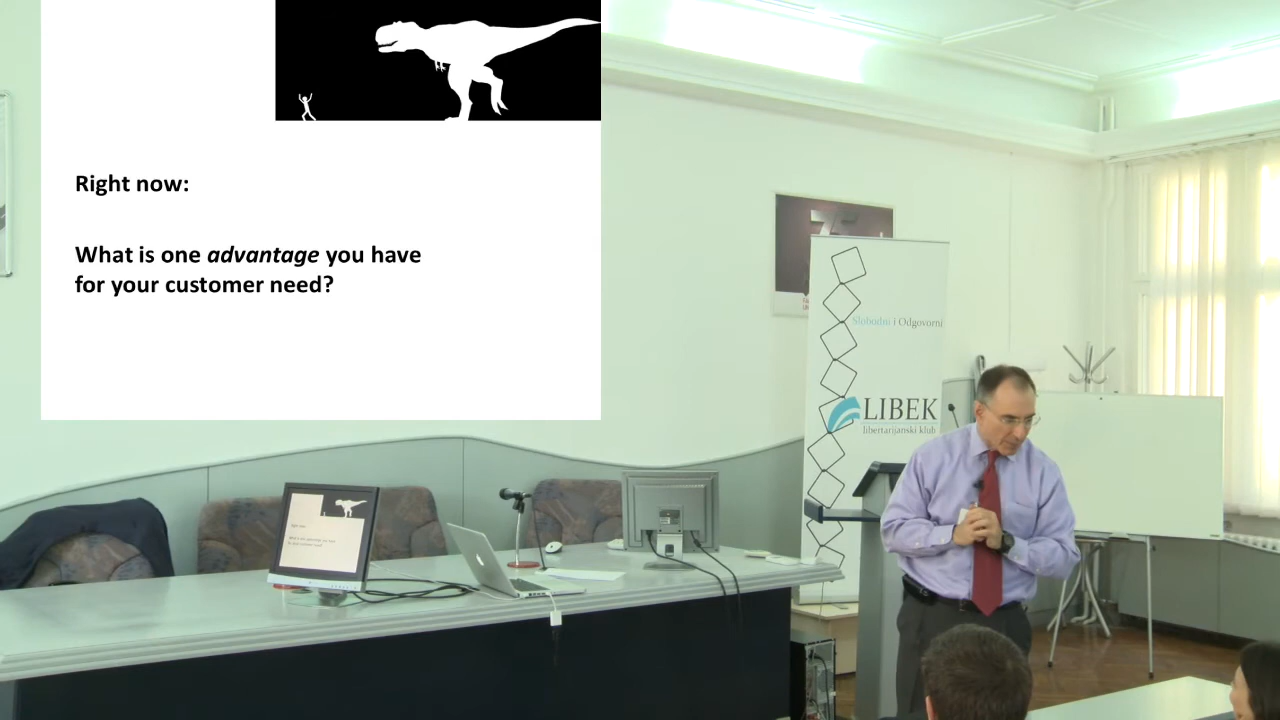 Right now:
What is one advantage you have
for your customer need?
Slobodni i Odgovorni
LIBEK
libertarijanski klub